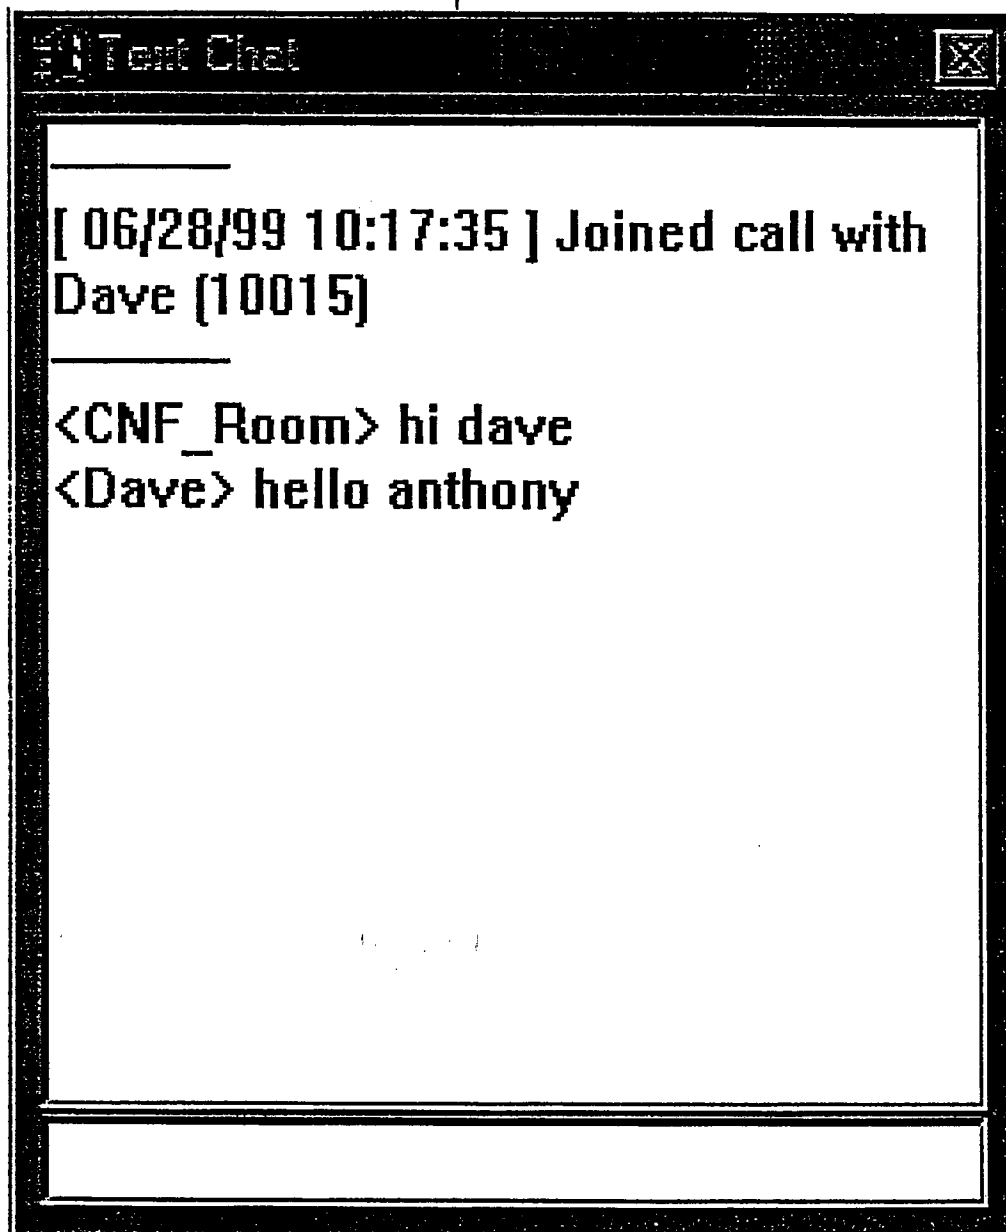 Text Chat
[ 06/28/99 10:17:35 ] Joined call with
Dave (10015)
<CNF_Room> hi dave
<Dave> hello anthony